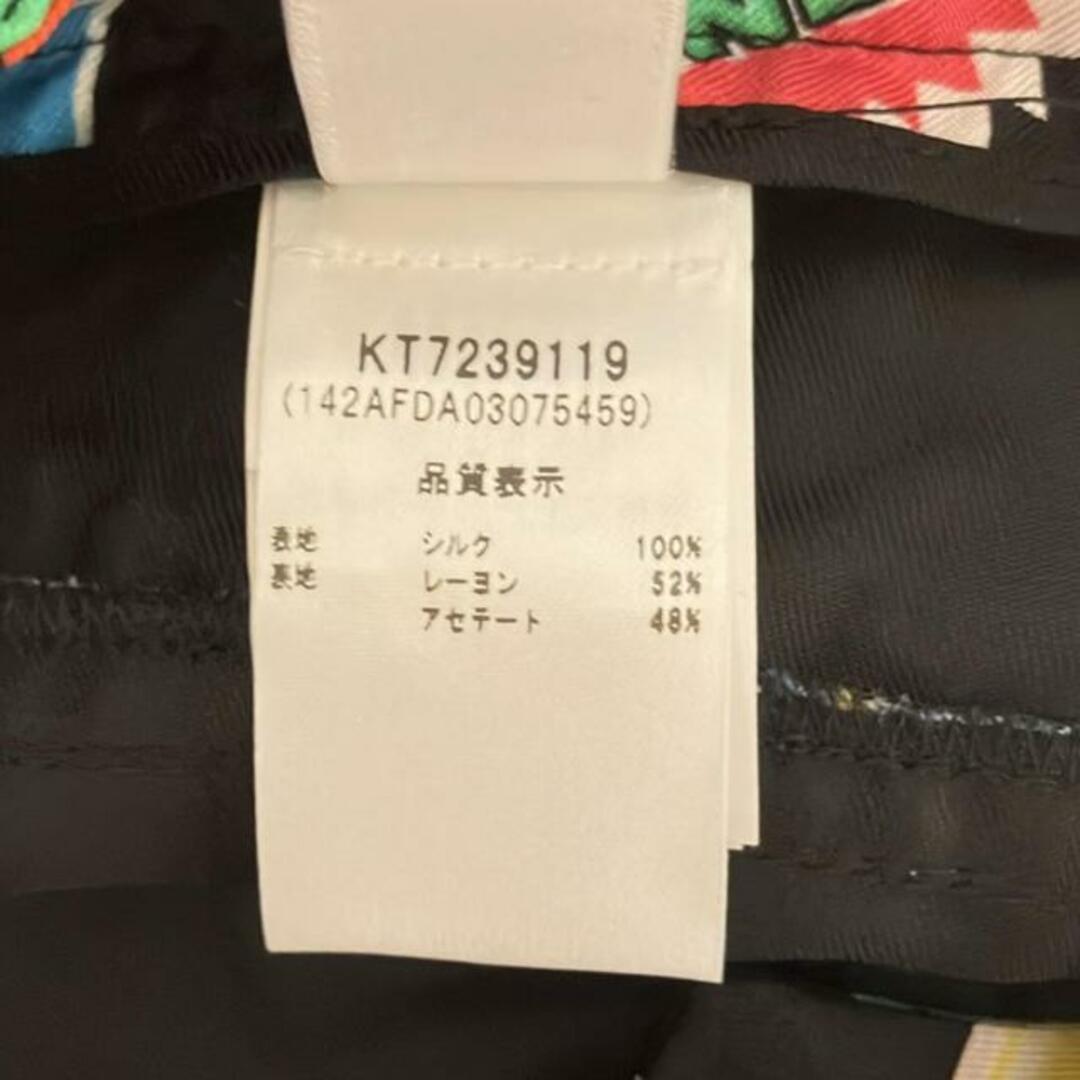 KT7239119
(142AFDA03075459)
品質表示
表地 シルク 100%
裏地 レーヨン 52%
アセテート 48%